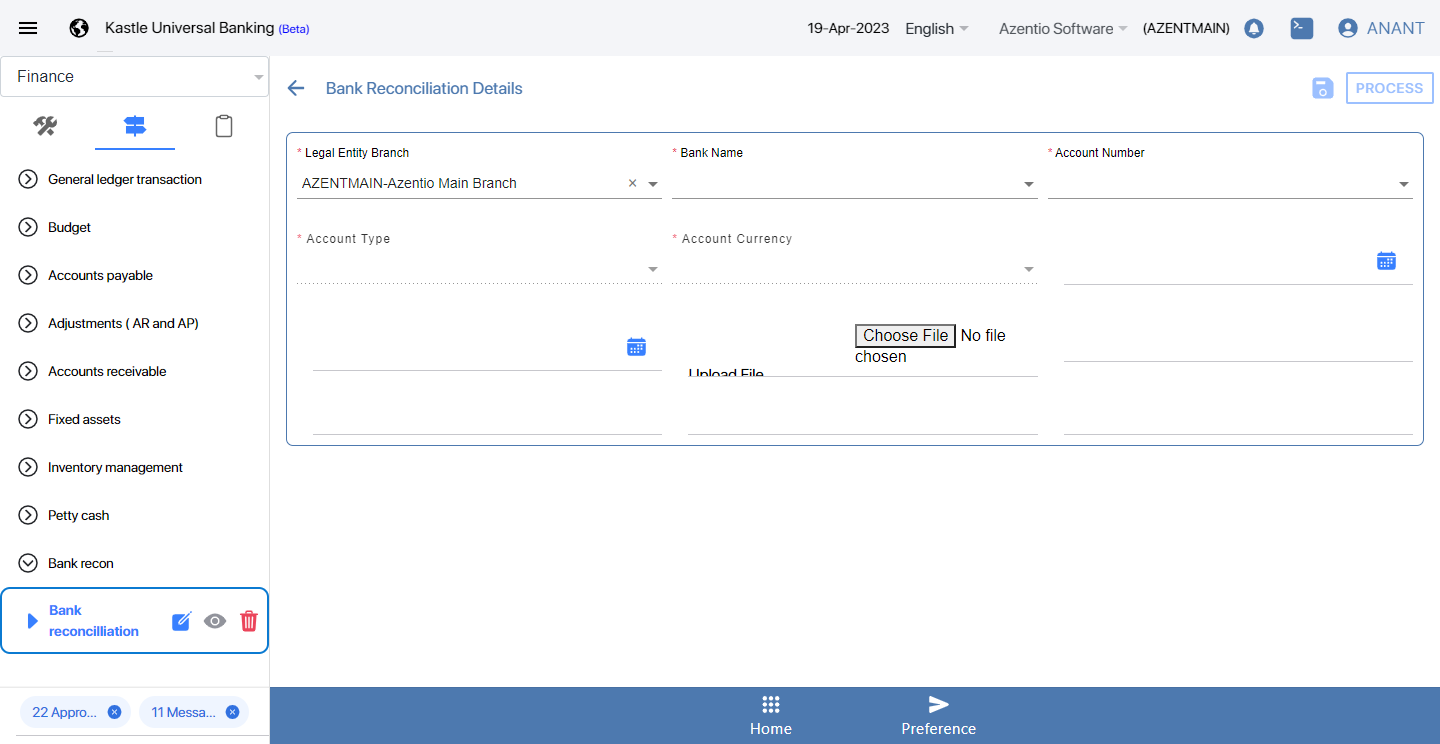 Kastle Universal Banking (Beta)
19-Apr-2023 English Azentio Software (AZENTMAIN) ANANT
Finance
Bank Reconciliation Details
PROCESS
General ledger transaction
Budget
Accounts payable
Adjustments ( AR and AP)
Accounts receivable
Fixed assets
Inventory management
Petty cash
Bank recon
Bank
reconcilliation
22 Appro...
11 Messa...
* Legal Entity Branch
AZENTMAIN-Azentio Main Branch
* Bank Name
* Account Number
* Account Type
* Account Currency
Upload File
Choose File No file
chosen
Home
Preference